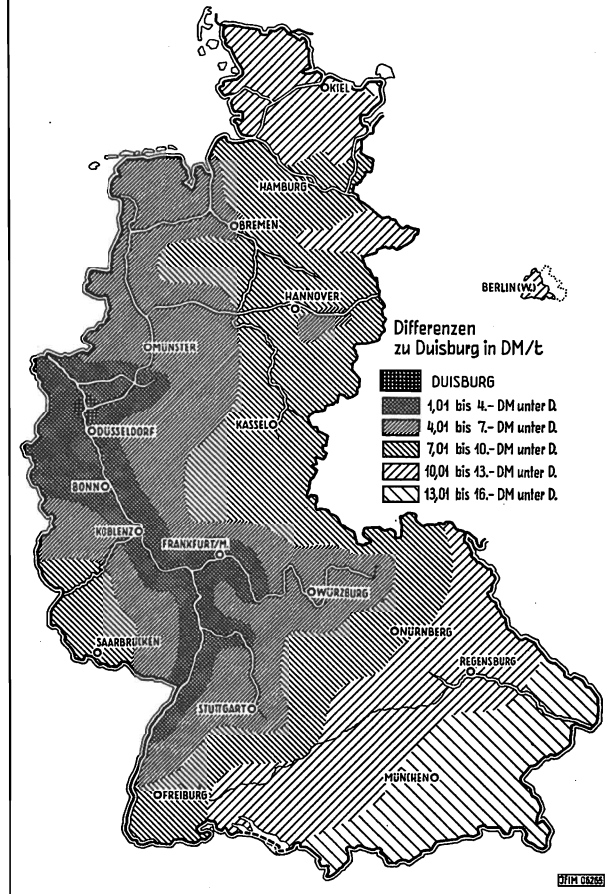 KIEL
HAMBURG
BREMEN
BERLIN(W.)
HANNOVER
Differenzen
zu Duisburg in DM/t
MÜNSTER
DUISBURG
1,01 bis 4.- DM unter D.
4,01 bis 7.- DM unter D.
7,01 bis 10.- DM unter D.
10,01 bis 13.- DM unter D.
13,01 bis 16.- DM unter D.
DÜSSELDORF
KASSEL
BONN
KOBLENZ
FRANKFURT/M.
WÜRZBURG
NÜRNBERG
SAARBRÜCKEN
REGENSBURG
STUTTGART
MÜNCHEN
FREIBURG